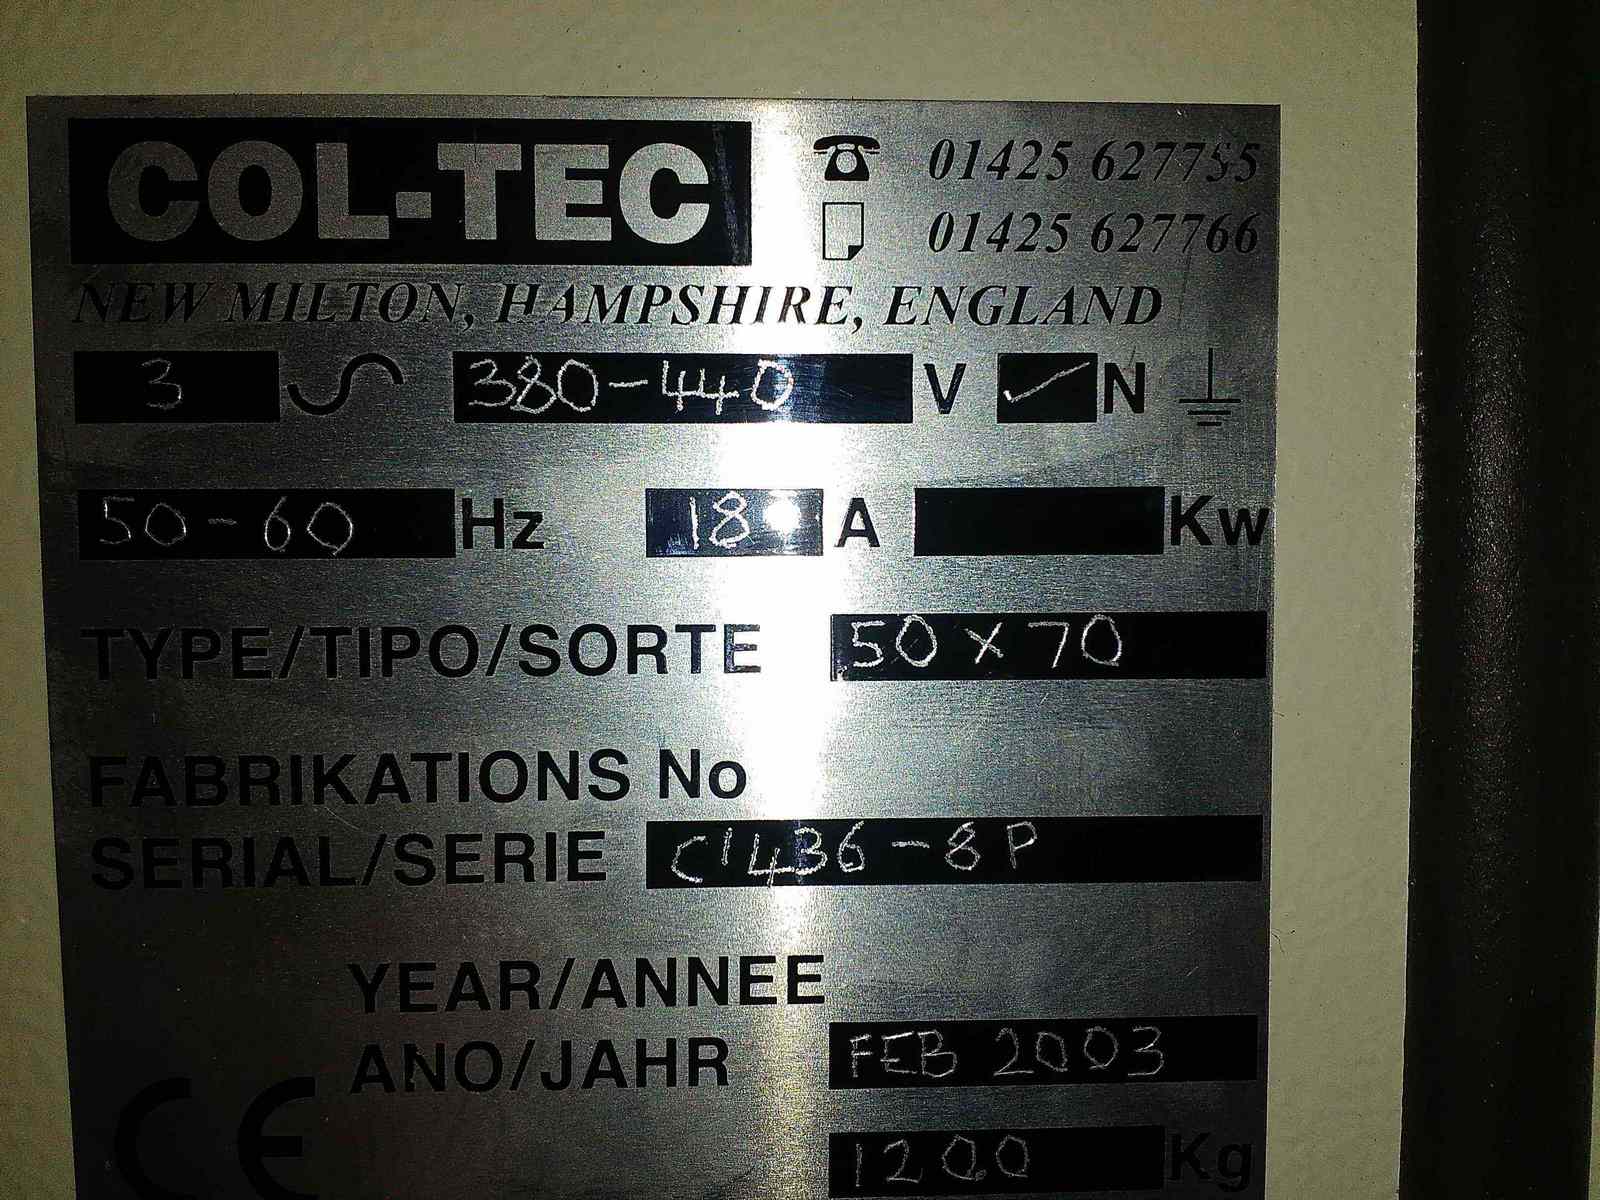 COL-TEC
01425 627755
01425 627766
NEW MILTON, HAMPSHIRE, ENGLAND
3 380-440 V ✓ N
50-60 Hz 18 A Kw
TYPE/TIPO/SORTE 50 x 70
FABRIKATIONS No
SERIAL/SERIE C1436-8P
YEAR/ANNEE
ANO/JAHR FEB 2003
CE 1200 Kg